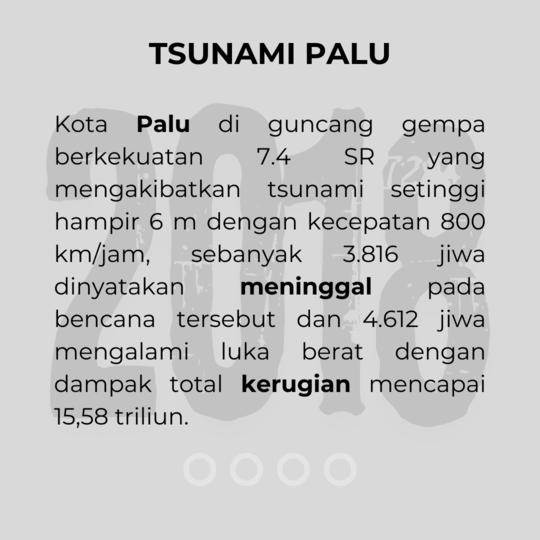 TSUNAMI PALU
Kota Palu di guncang gempa
berkekuatan 7.4 SR yang
mengakibatkan tsunami setinggi
hampir 6 m dengan kecepatan 800
km/jam, sebanyak 3.816 jiwa
dinyatakan meninggal pada
bencana tersebut dan 4.612 jiwa
mengalami luka berat dengan
dampak total kerugian mencapai
15,58 triliun.
2018